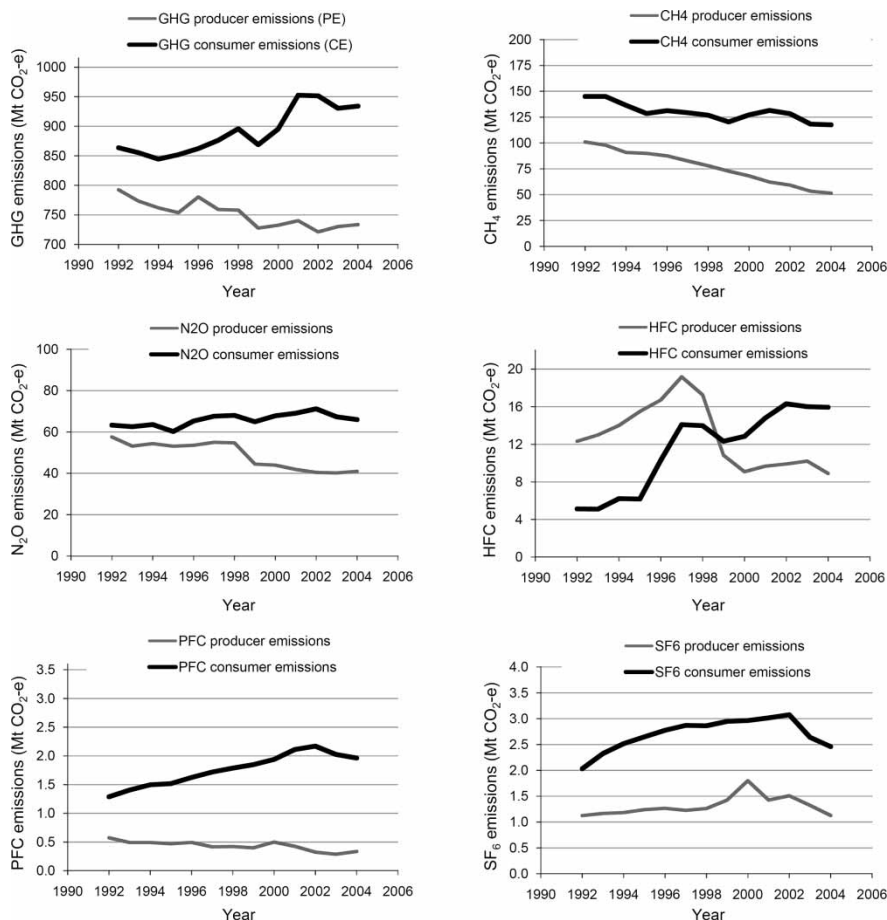 GHG producer emissions (PE)
GHG consumer emissions (CE)
GHG emissions (Mt CO2-e)
1000
950
900
850
800
750
700
1990 1992 1994 1996 1998 2000 2002 2004 2006
Year
CH4 producer emissions
CH4 consumer emissions
CH4 emissions (Mt CO2-e)
200
175
150
125
100
75
50
25
0
1990 1992 1994 1996 1998 2000 2002 2004 2006
Year
N2O producer emissions
N2O consumer emissions
N2O emissions (Mt CO2-e)
100
80
60
40
20
0
1990 1992 1994 1996 1998 2000 2002 2004 2006
Year
HFC producer emissions
HFC consumer emissions
HFC emissions (Mt CO2-e)
20
16
12
8
4
0
1990 1992 1994 1996 1998 2000 2002 2004 2006
Year
PFC producer emissions
PFC consumer emissions
PFC emissions (Mt CO2-e)
3.5
3.0
2.5
2.0
1.5
1.0
0.5
0.0
1990 1992 1994 1996 1998 2000 2002 2004 2006
Year
SF6 producer emissions
SF6 consumer emissions
SF6 emissions (Mt CO2-e)
4.0
3.5
3.0
2.5
2.0
1.5
1.0
0.5
0.0
1990 1992 1994 1996 1998 2000 2002 2004 2006
Year